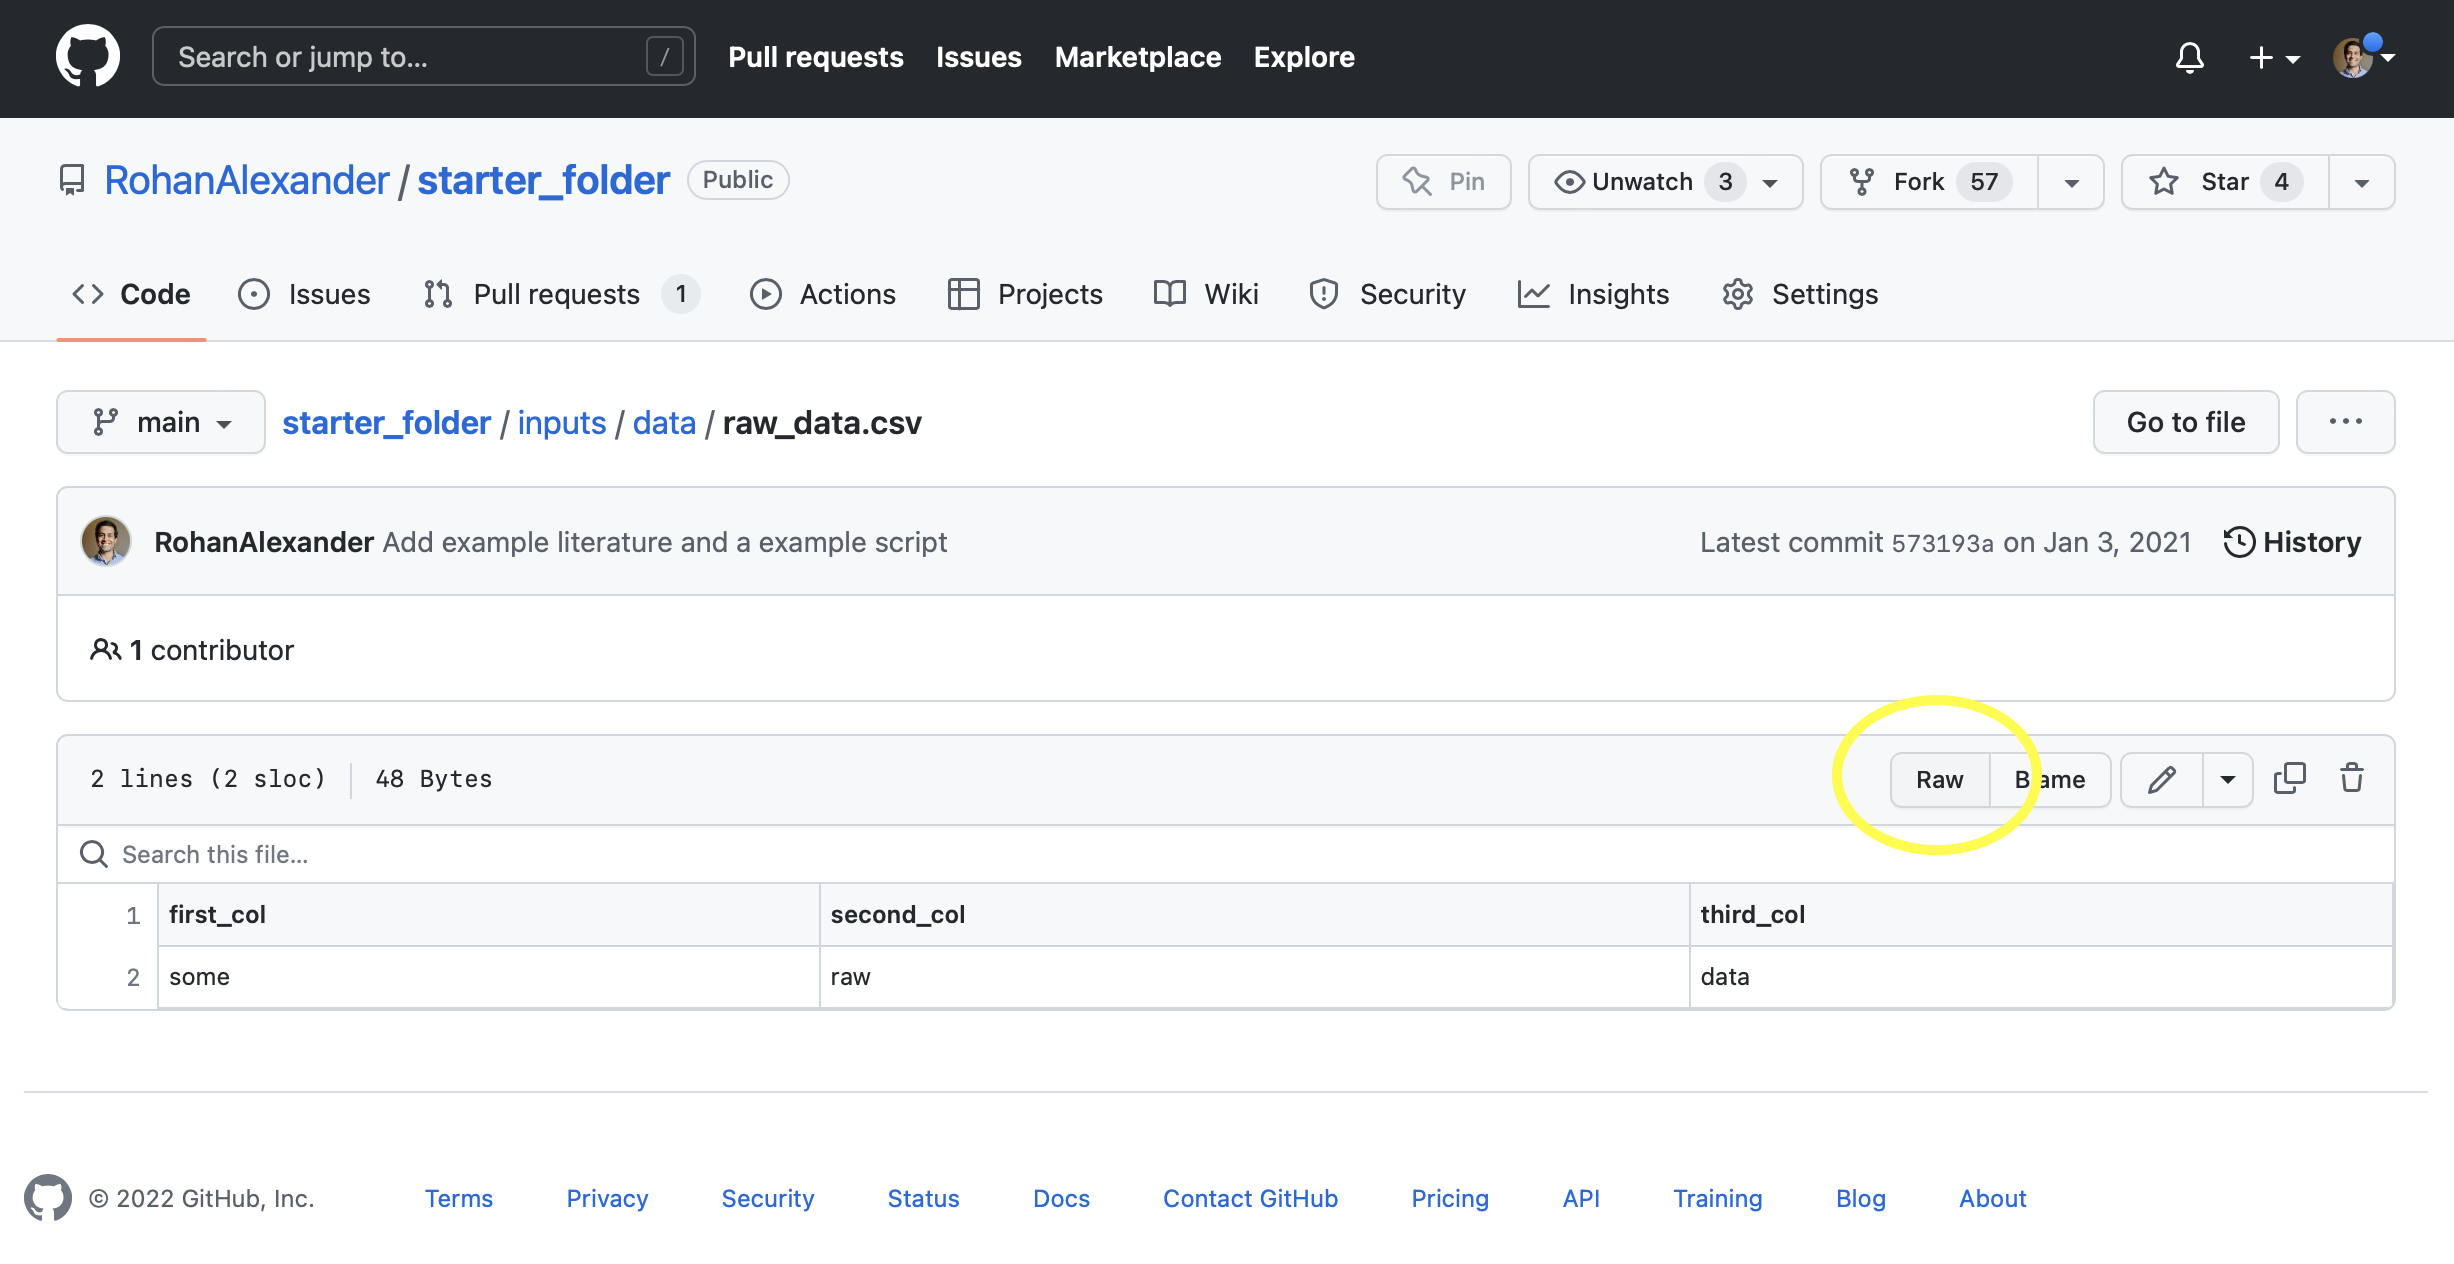 Search or jump to... / Pull requests Issues Marketplace Explore
RohanAlexander / starter_folder Public Pin Unwatch 3 Fork 57 Star 4
Code Issues Pull requests 1 Actions Projects Wiki Security Insights Settings
main starter_folder / inputs / data / raw_data.csv Go to file ...
RohanAlexander Add example literature and a example script Latest commit 573193a on Jan 3, 2021 History
1 contributor
2 lines (2 sloc) 48 Bytes Raw Blame
Search this file...
1 first_col second_col third_col
2 some raw data
© 2022 GitHub, Inc. Terms Privacy Security Status Docs Contact GitHub Pricing API Training Blog About